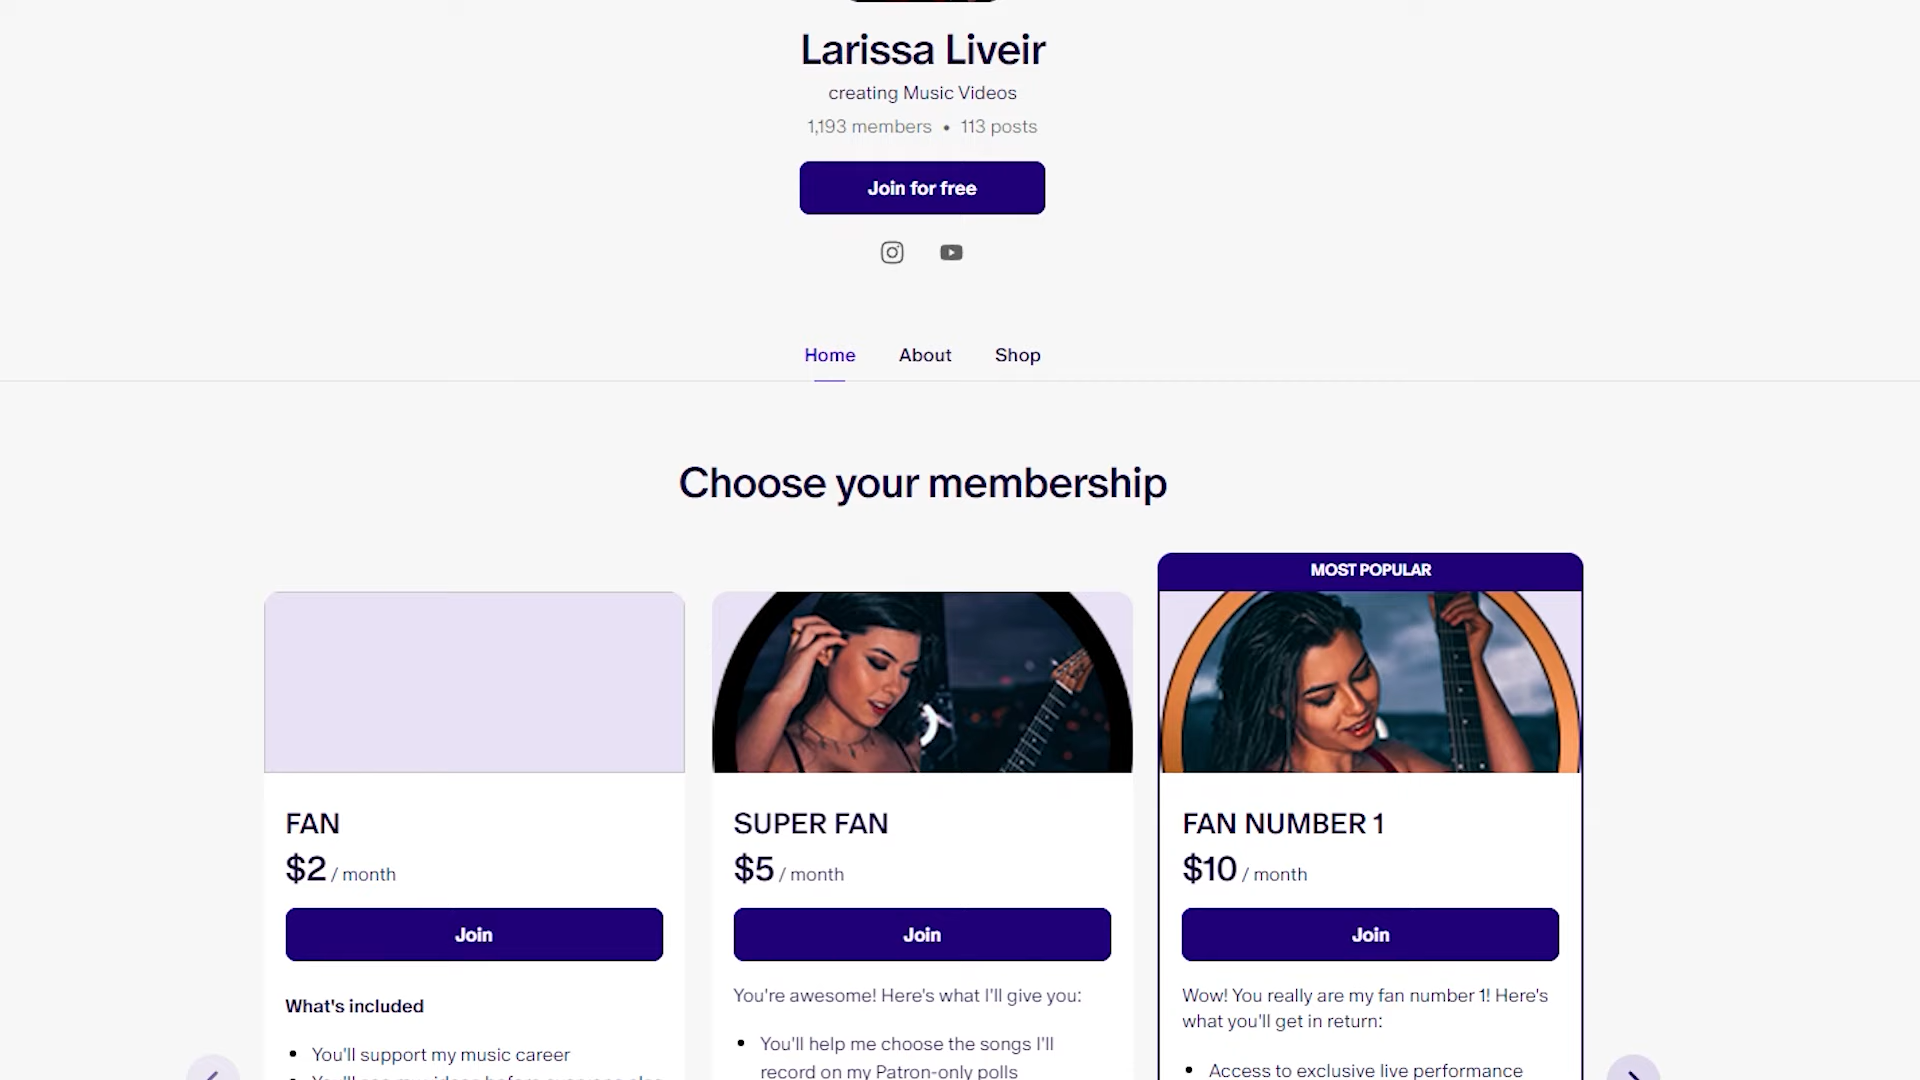 Larissa Liveir
creating Music Videos
1,193 members • 113 posts
Join for free
Home About Shop
Choose your membership
FAN
$2 / month
Join
What's included
• You'll support my music career
SUPER FAN
$5 / month
Join
You're awesome! Here's what I'll give you:
• You'll help me choose the songs I'll
record on my Patron-only polls
MOST POPULAR
FAN NUMBER 1
$10 / month
Join
Wow! You really are my fan number 1! Here's
what you'll get in return:
• Access to exclusive live performance